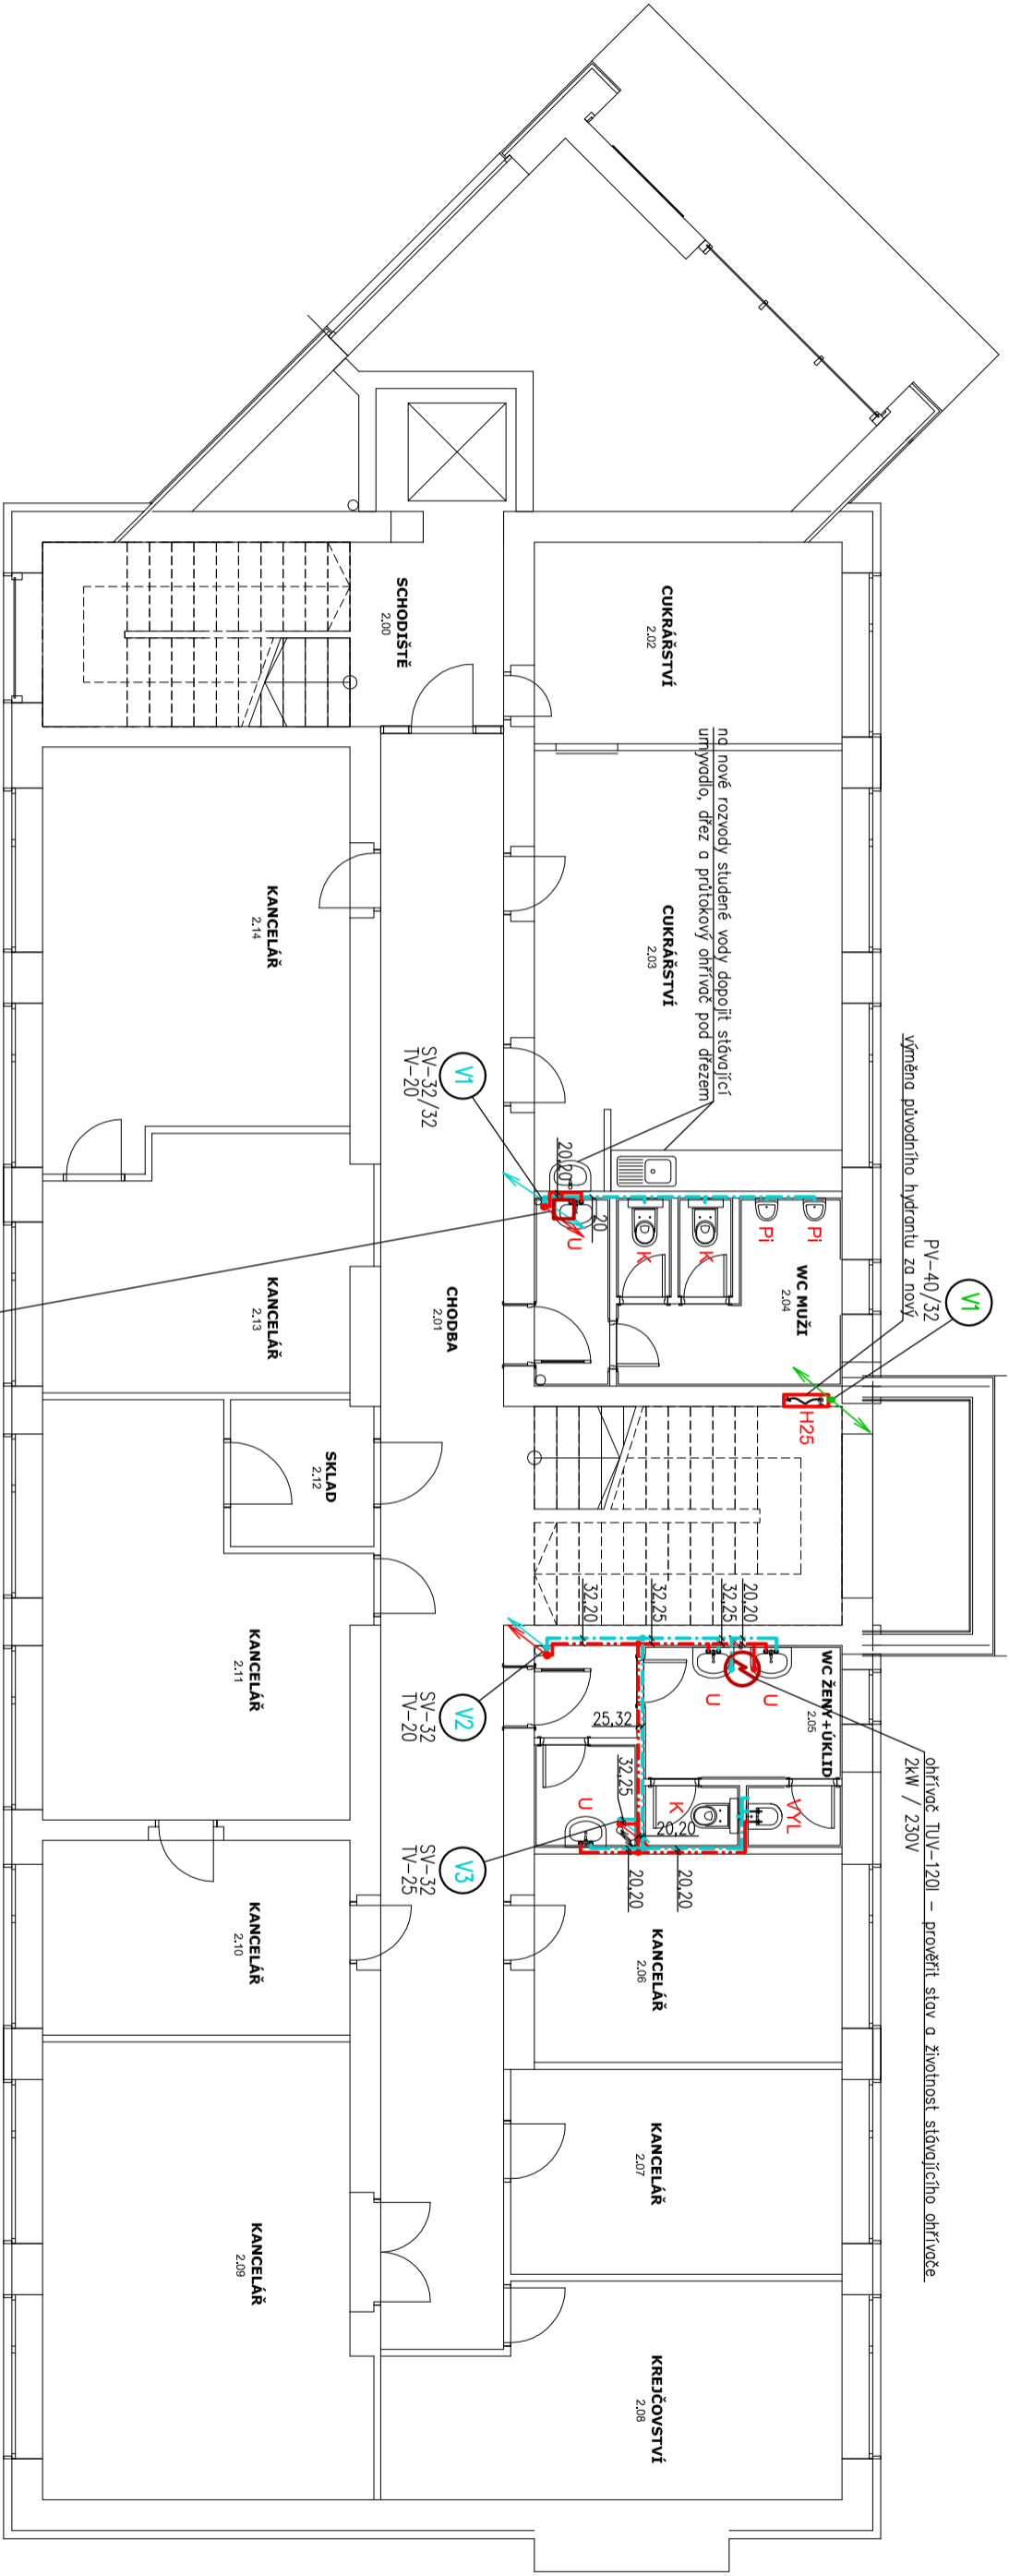 PV-40/32
V1
výměna původního hydrantu za nový
H25
ohřívač TUV-120l – prověřit stav a životnost stávajícího ohřívače
2kW / 230V
na nové rozvody studené vody dopojit stávající
umyvadlo, dřez a průtokový ohřívač pod dřezem
CUKRÁŘSTVÍ
2.02
CUKRÁŘSTVÍ
2.03
WC MUŽI
2.04
Pi
Pi
K
K
U
20,20
20
WC ŽENY+ÚKLID
2.05
U
U
VÝL
K
U
20,20
32,25
32,25
32,20
25,32
32,25
20,20
20,20
20,20
KANCELÁŘ
2.06
KANCELÁŘ
2.07
KREJČOVSTVÍ
2.08
SCHODIŠTĚ
2.00
V1
SV-32/32
TV-20
CHODBA
2.01
V2
SV-32
TV-20
V3
SV-32
TV-25
KANCELÁŘ
2.14
KANCELÁŘ
2.13
SKLAD
2.12
KANCELÁŘ
2.11
KANCELÁŘ
2.10
KANCELÁŘ
2.09